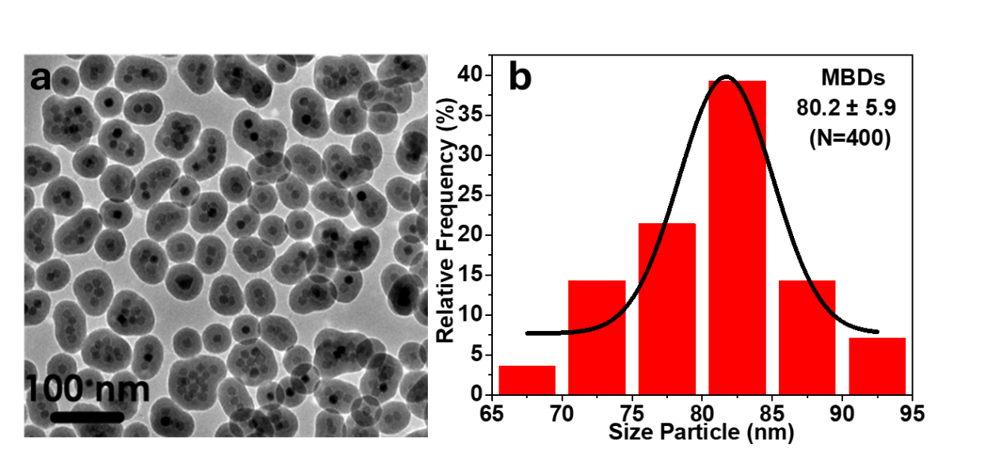 a
100 nm
b
MBDs
80.2 ± 5.9
(N=400)
Relative Frequency (%)
40
35
30
25
20
15
10
5
0
65 70 75 80 85 90 95
Size Particle (nm)